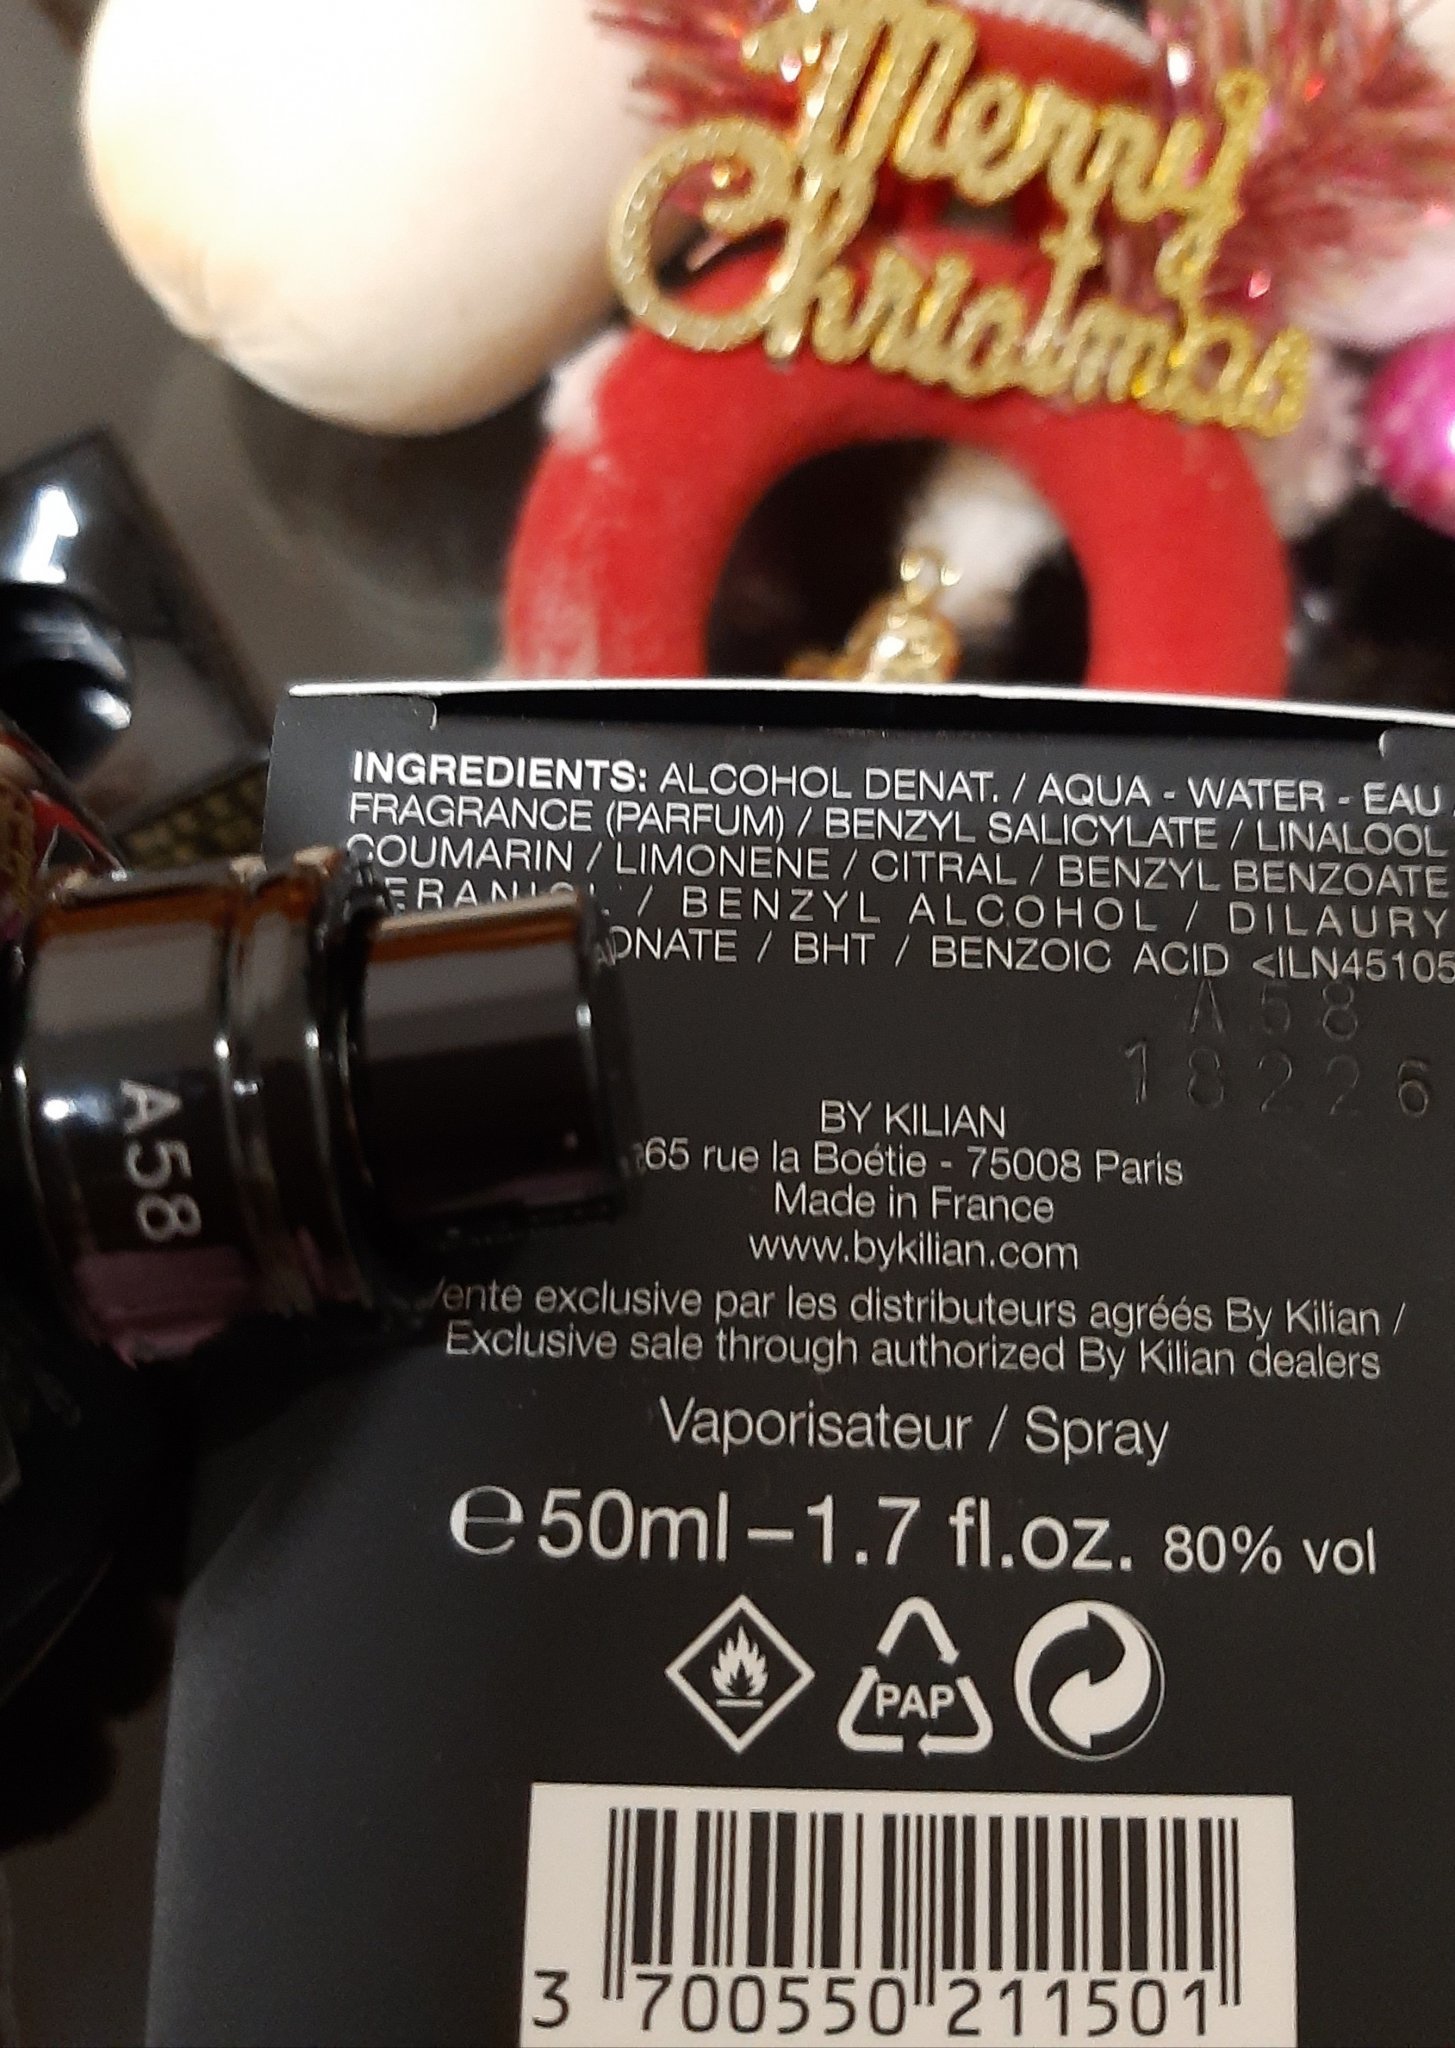 Merry
Christmas
INGREDIENTS: ALCOHOL DENAT. / AQUA - WATER - EAU
FRAGRANCE (PARFUM) / BENZYL SALICYLATE / LINALOOL
COUMARIN / LIMONENE / CITRAL / BENZYL BENZOATE
/ BENZYL ALCOHOL / DILAURY
/ BHT / BENZOIC ACID <ILN45105
A58
18226
A58
BY KILIAN
65 rue la Boétie - 75008 Paris
Made in France
www.bykilian.com
Vente exclusive par les distributeurs agréés By Kilian /
Exclusive sale through authorized By Kilian dealers
Vaporisateur / Spray
℮50ml–1.7 fl.oz. 80% vol
PAP
3 700550 211501